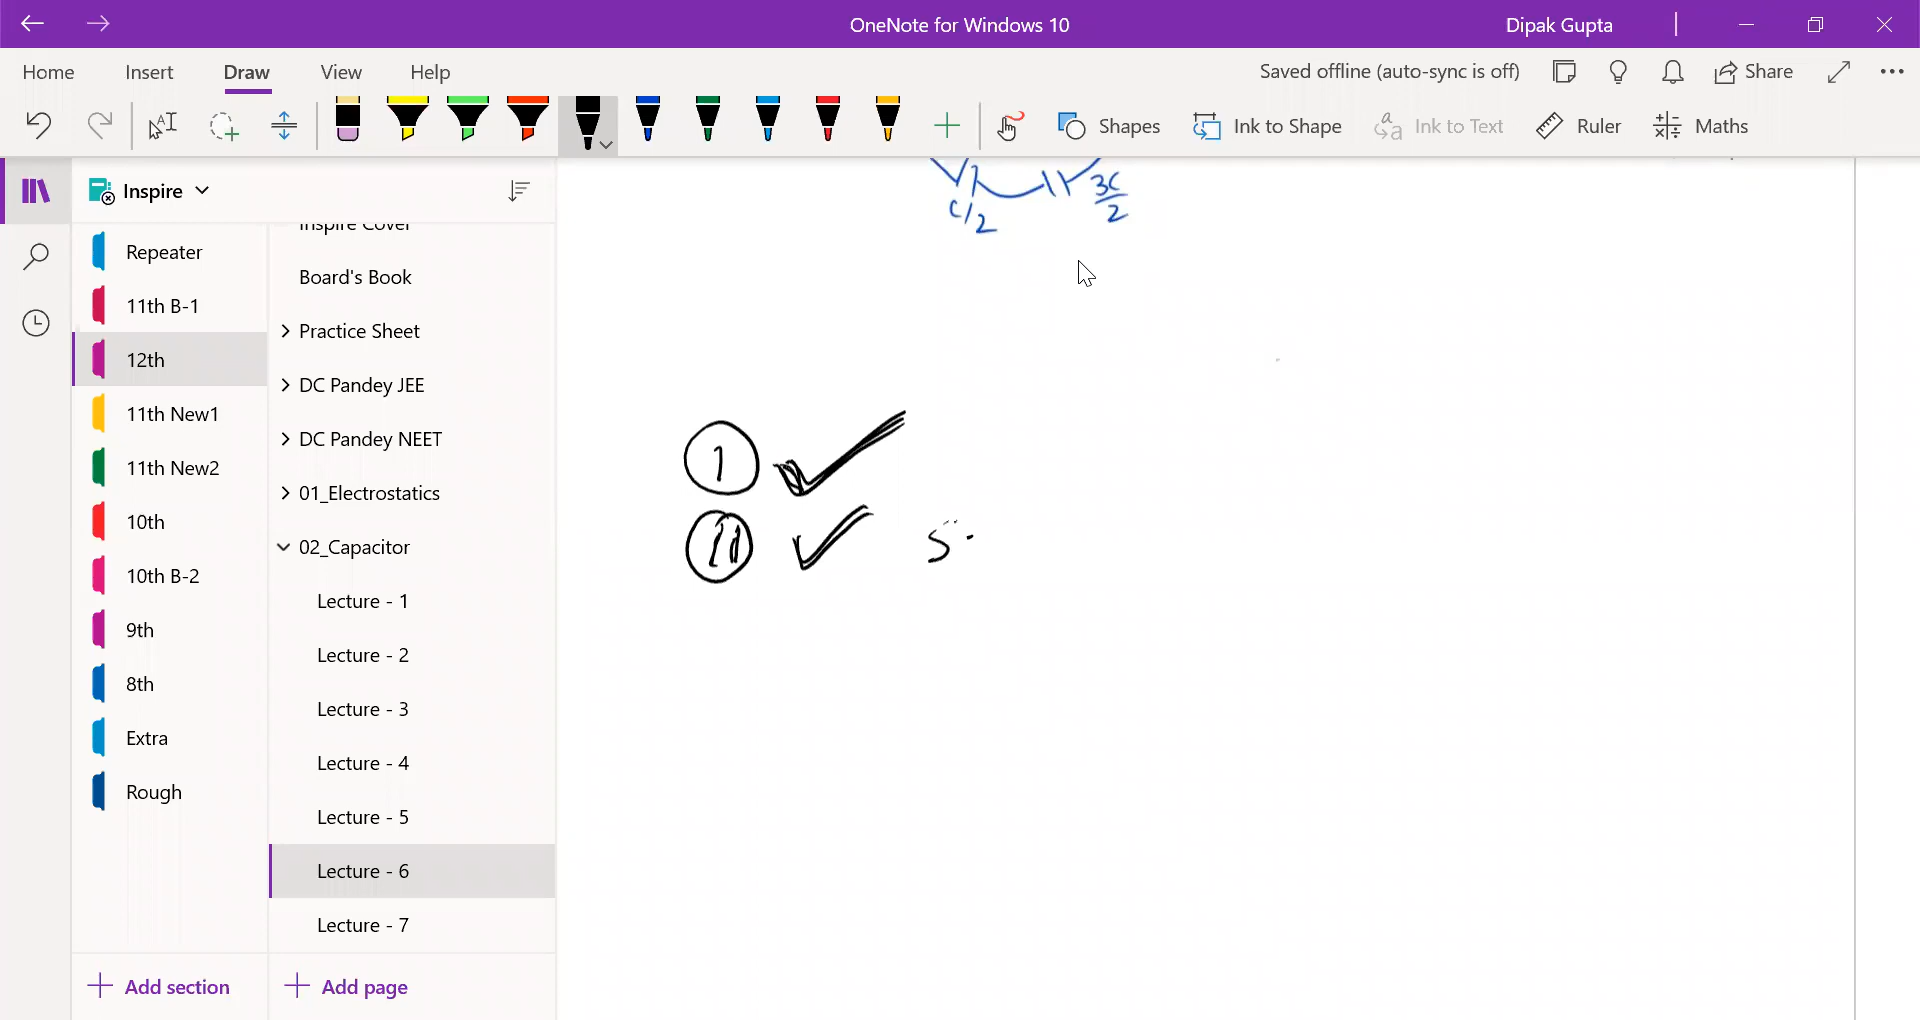 OneNote for Windows 10
Dipak Gupta
Home Insert Draw View Help
Saved offline (auto-sync is off) Share
Shapes Ink to Shape Ink to Text Ruler Maths
Inspire
Repeater
11th B-1
12th
11th New1
11th New2
10th
10th B-2
9th
8th
Extra
Rough
Add section
Inspire Cover
Board's Book
Practice Sheet
DC Pandey JEE
DC Pandey NEET
01_Electrostatics
02_Capacitor
Lecture - 1
Lecture - 2
Lecture - 3
Lecture - 4
Lecture - 5
Lecture - 6
Lecture - 7
Add page
C/2
3C/2
1
11
5